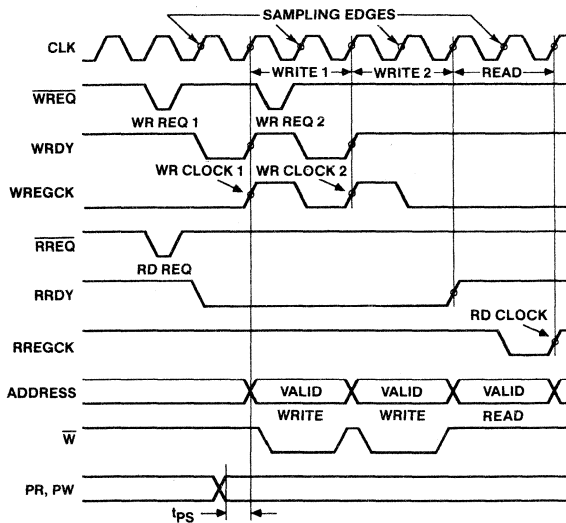 SAMPLING EDGES
CLK
WRITE 1 WRITE 2 READ
WREQ
WR REQ 1 WR REQ 2
WRDY
WR CLOCK 1 WR CLOCK 2
WREGCK
RREQ
RD REQ
RRDY
RD CLOCK
RREGCK
ADDRESS VALID VALID VALID
WRITE WRITE READ
W
PR, PW
tPS